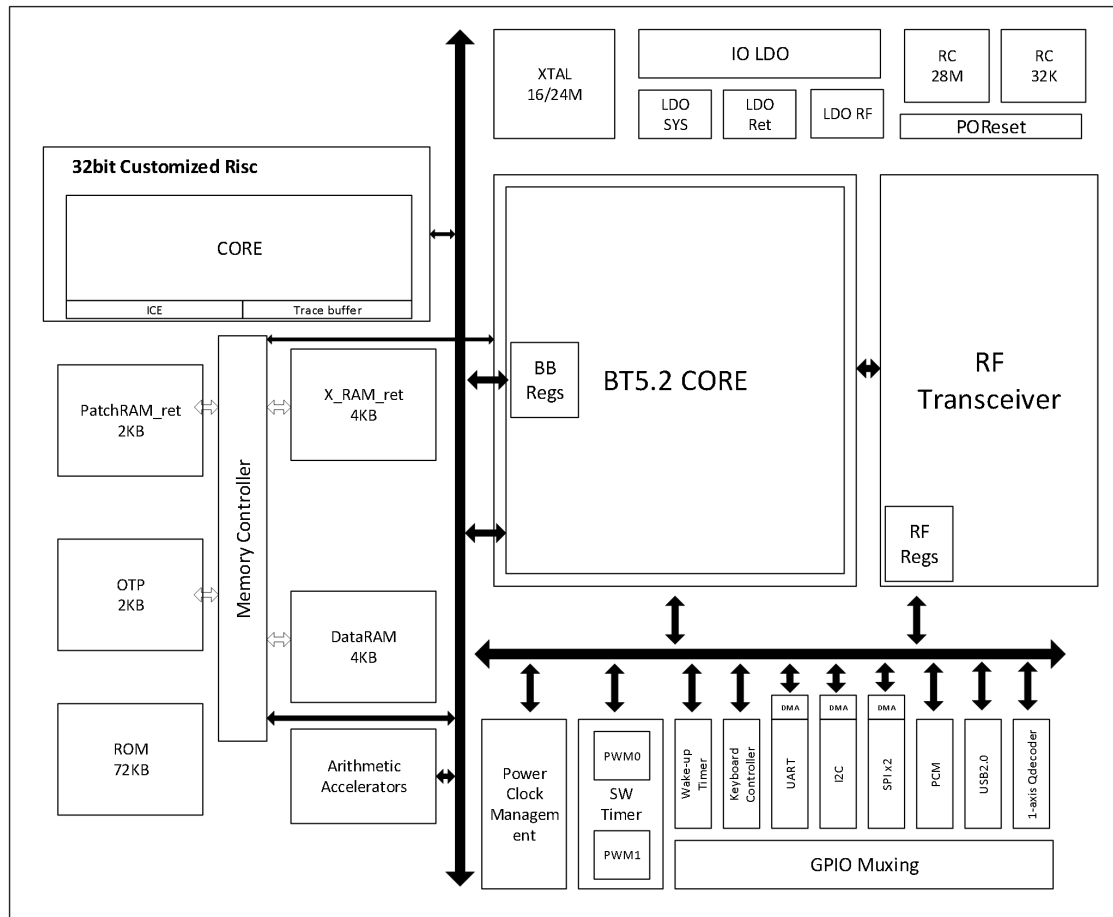 XTAL
16/24M
IO LDO
RC
28M
RC
32K
LDO
SYS
LDO
Ret
LDO RF
POReset
32bit Customized Risc
CORE
ICE
Trace buffer
Memory Controller
PatchRAM_ret
2KB
X_RAM_ret
4KB
OTP
2KB
DataRAM
4KB
ROM
72KB
Arithmetic
Accelerators
BB
Regs
BT5.2 CORE
RF
Transceiver
RF
Regs
Power
Clock
Managem
ent
PWM0
SW
Timer
PWM1
Wake-up
Timer
Keyboard
Controller
DMA
UART
DMA
I2C
DMA
SPI x2
PCM
USB2.0
1-axis Qdecoder
GPIO Muxing